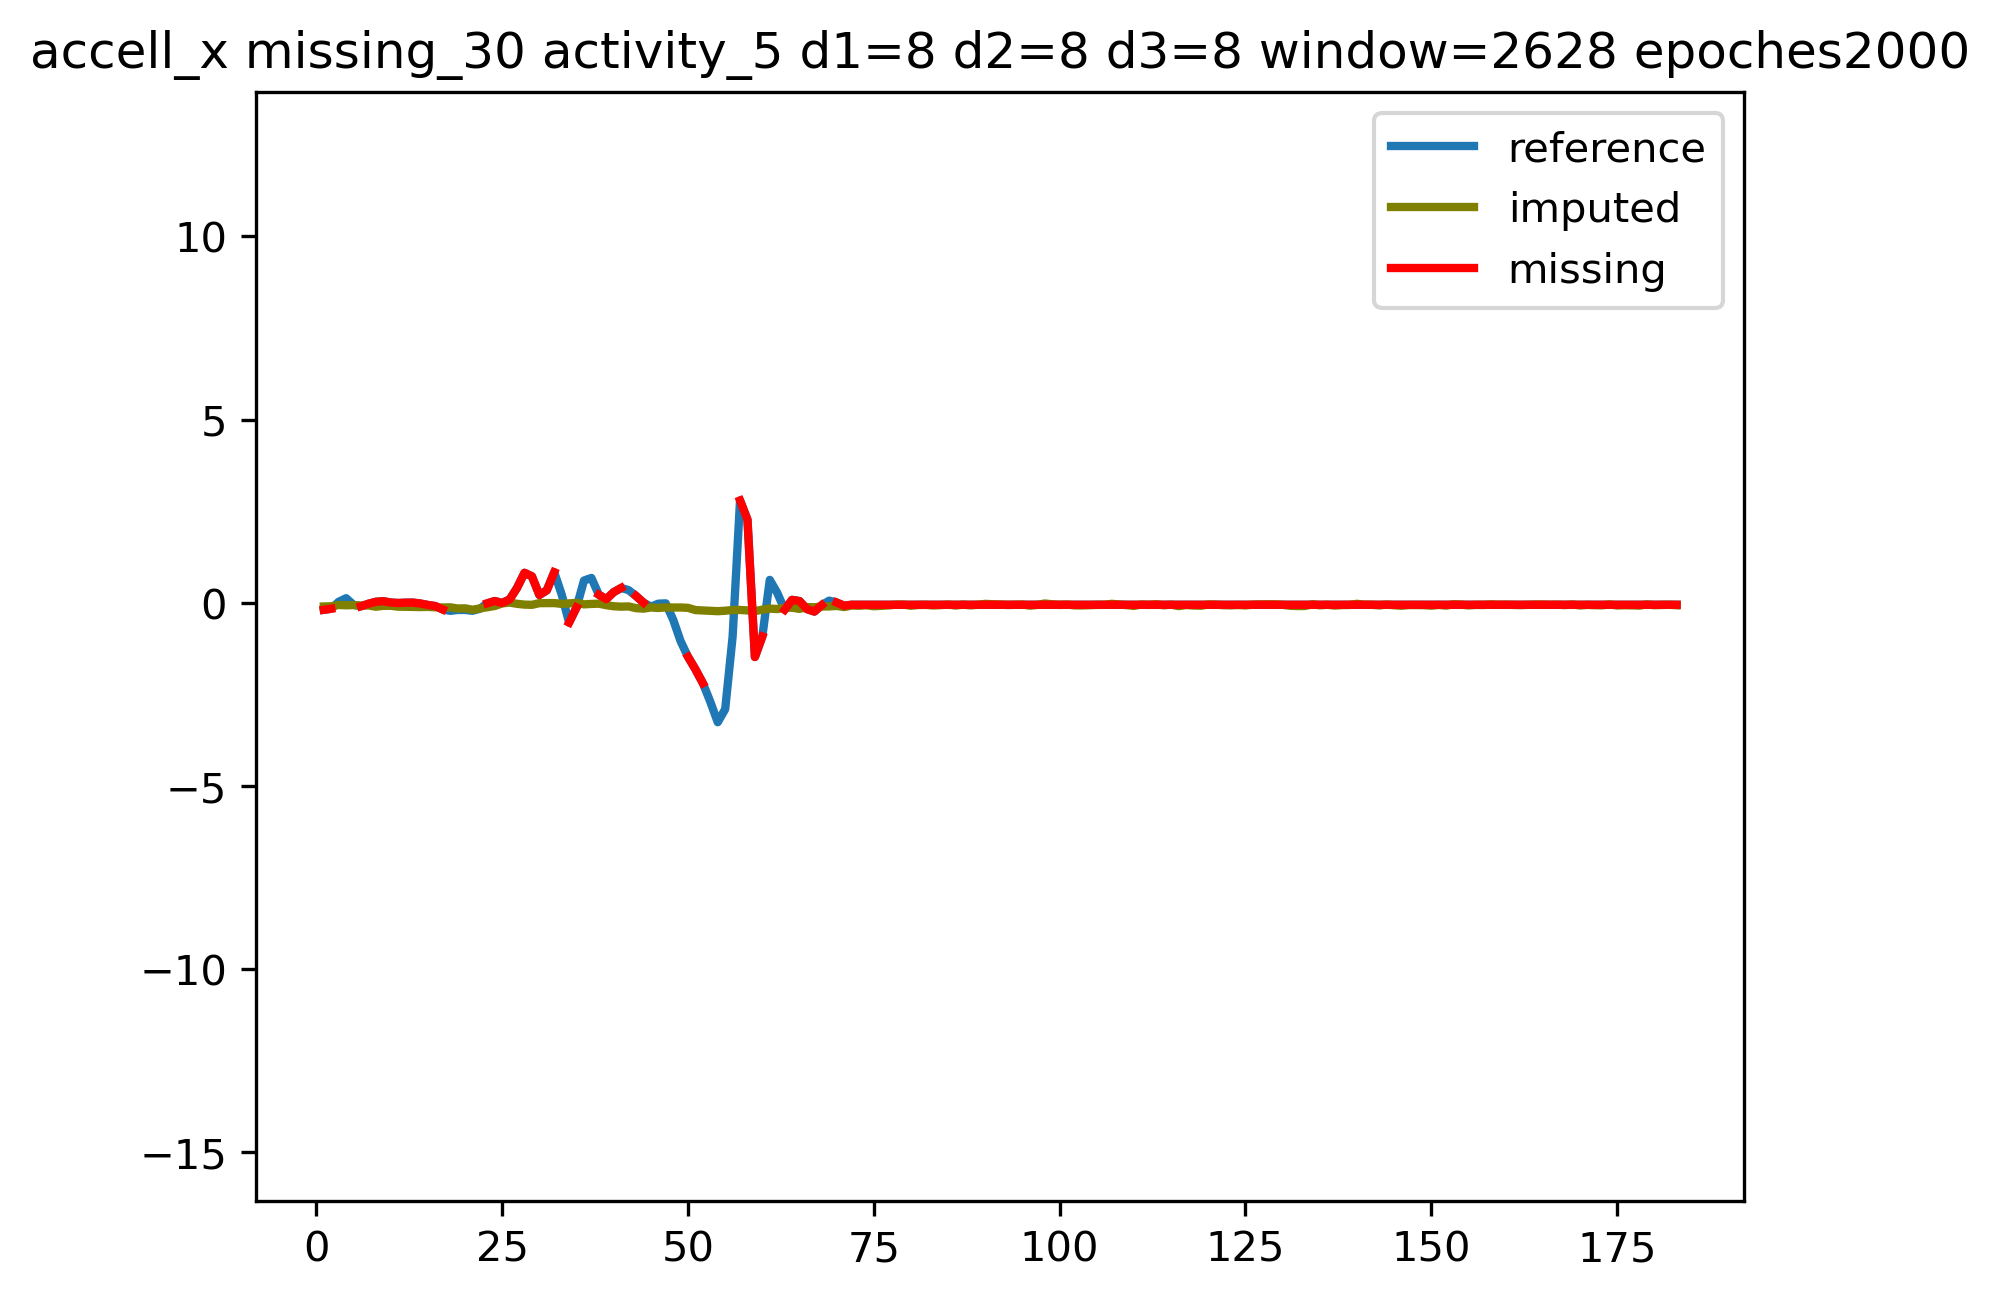 accell_x missing_30 activity_5 d1=8 d2=8 d3=8 window=2628 epoches2000
reference
imputed
missing
10
5
0
−5
−10
−15
0 25 50 75 100 125 150 175